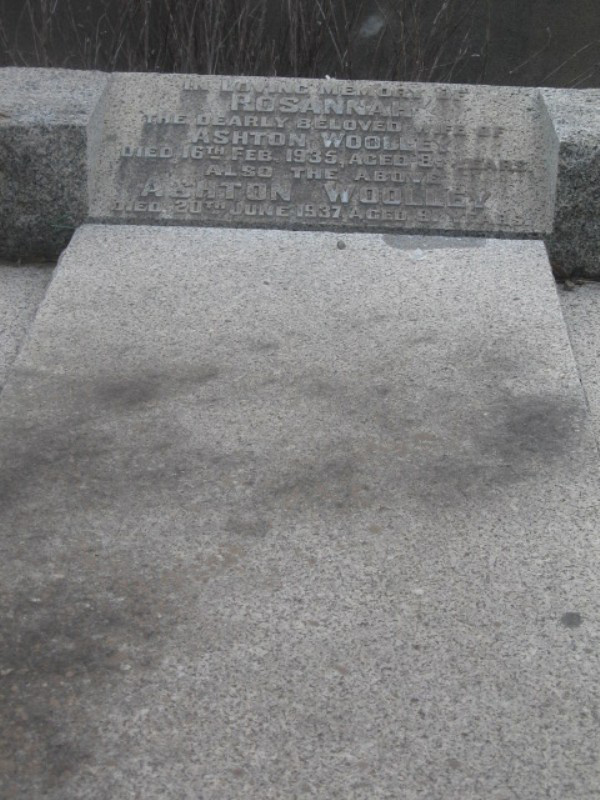 IN LOVING MEMORY OF
ROSANNAH
THE DEARLY BELOVED WIFE OF
ASHTON WOOLLEY
DIED 16TH FEB. 1935, AGED YEARS
ALSO THE ABOVE
ASHTON WOOLLEY
DIED 20TH JUNE 1937, AGED